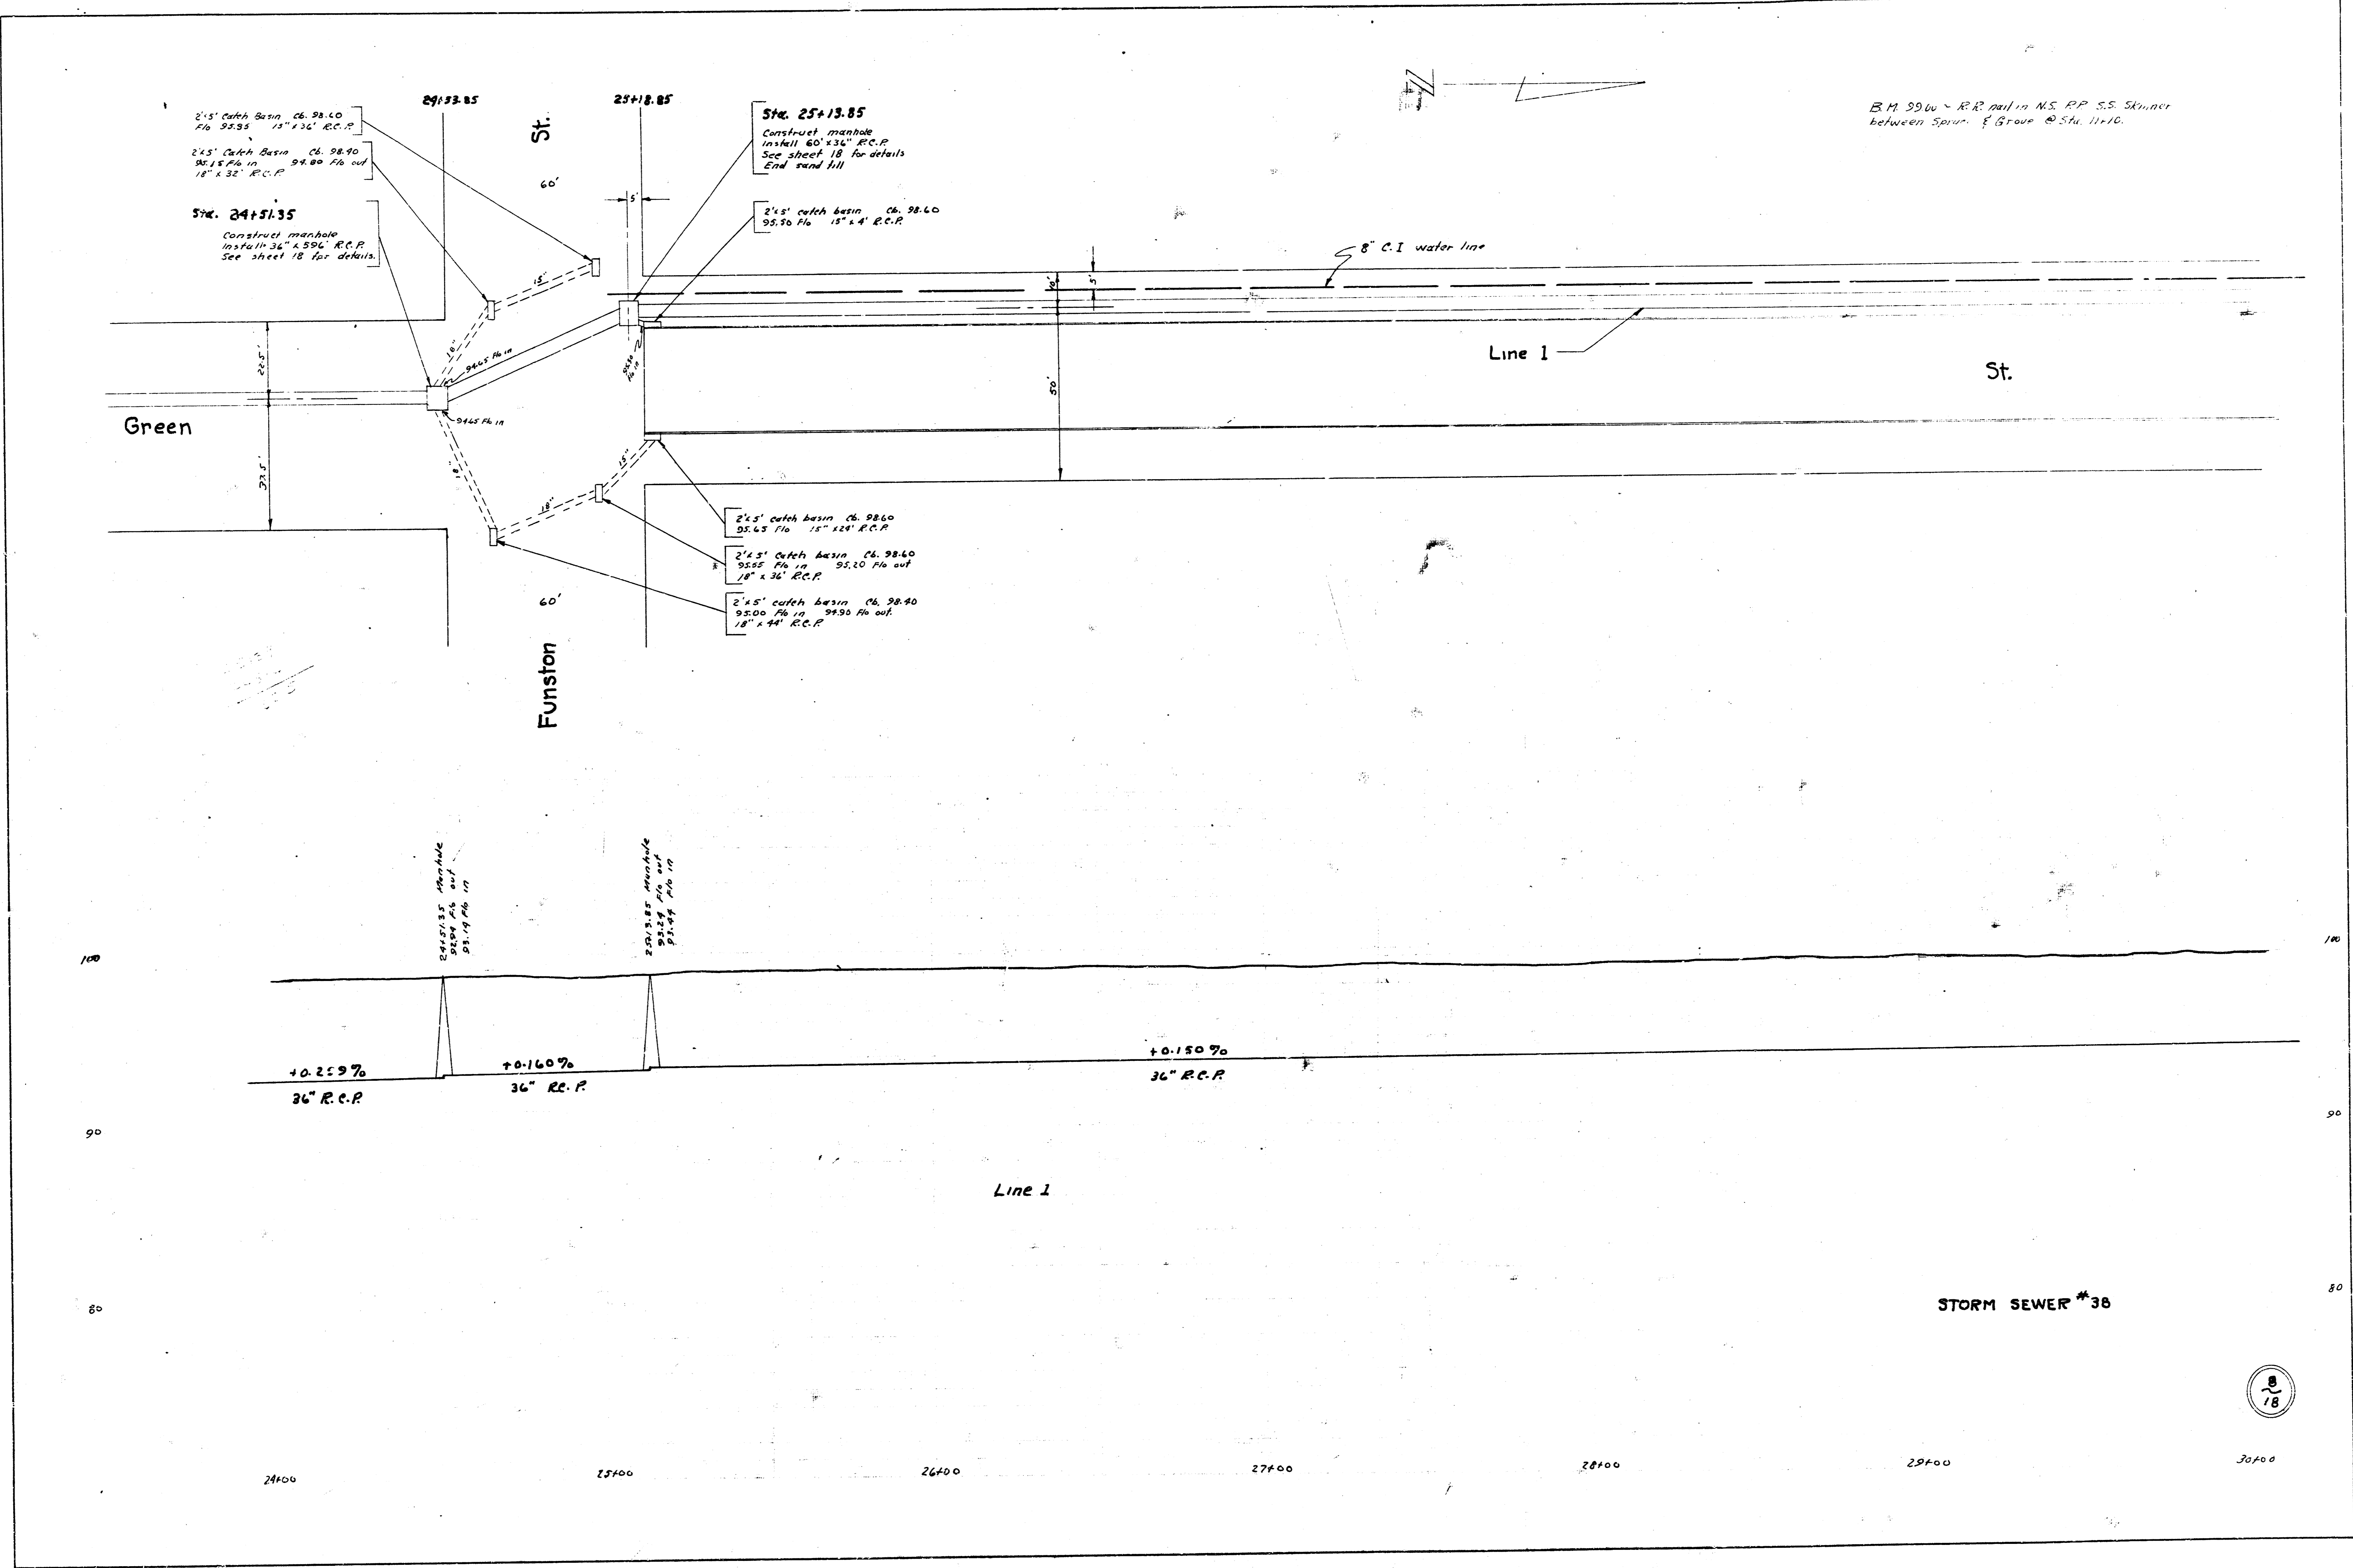 24+53.85
25+18.85
St.
60'
5'
2'x5' Catch Basin Cb. 98.60
Flo 95.35 15" x 36' R.C.P.
2'x5' Catch Basin Cb. 98.40
95.15 Flo in 94.80 Flo out
18" x 32' R.C.P.
Sta. 24+51.35
Construct manhole
Install 36" x 596' R.C.P.
See sheet 18 for details.
Sta. 25+13.85
Construct manhole
Install 60' x 36" R.C.P.
See sheet 18 for details
End sand fill
2'x5' catch basin Cb. 98.60
95.50 Flo 15" x 4' R.C.P.
N
B.M. R.R. nail in N.S. P.P. S.S. Skinner
between & Grove @ Sta. 11+10.
8" C.I water line
10'
5'
15'
18"
94.65 Flo in
Flo in
22.5'
Line 1
50'
St.
Green
94.65 Flo in
18"
15"
18"
2'x5' catch basin Cb. 98.60
95.65 Flo 15" x 24' R.C.P.
2'x5' Catch basin Cb. 98.60
* 95.55 Flo in 95.20 Flo out
18" x 36' R.C.P.
2'x5' catch basin Cb. 98.40
95.00 Flo in 94.90 Flo out.
18" x 44' R.C.P.
60'
Funston
24+51.35 Manhole
92.94 Flo out
93.14 Flo in
25+13.85 Manhole
93.24 Flo out
93.44 Flo in
100
100
+0.259%
36" R.C.P.
+0.160%
36" R.C.P.
+0.150%
36" R.C.P.
90
90
Line 1
80
80
STORM SEWER #38
8
18
24+00
25+00
26+00
27+00
28+00
29+00
30+00